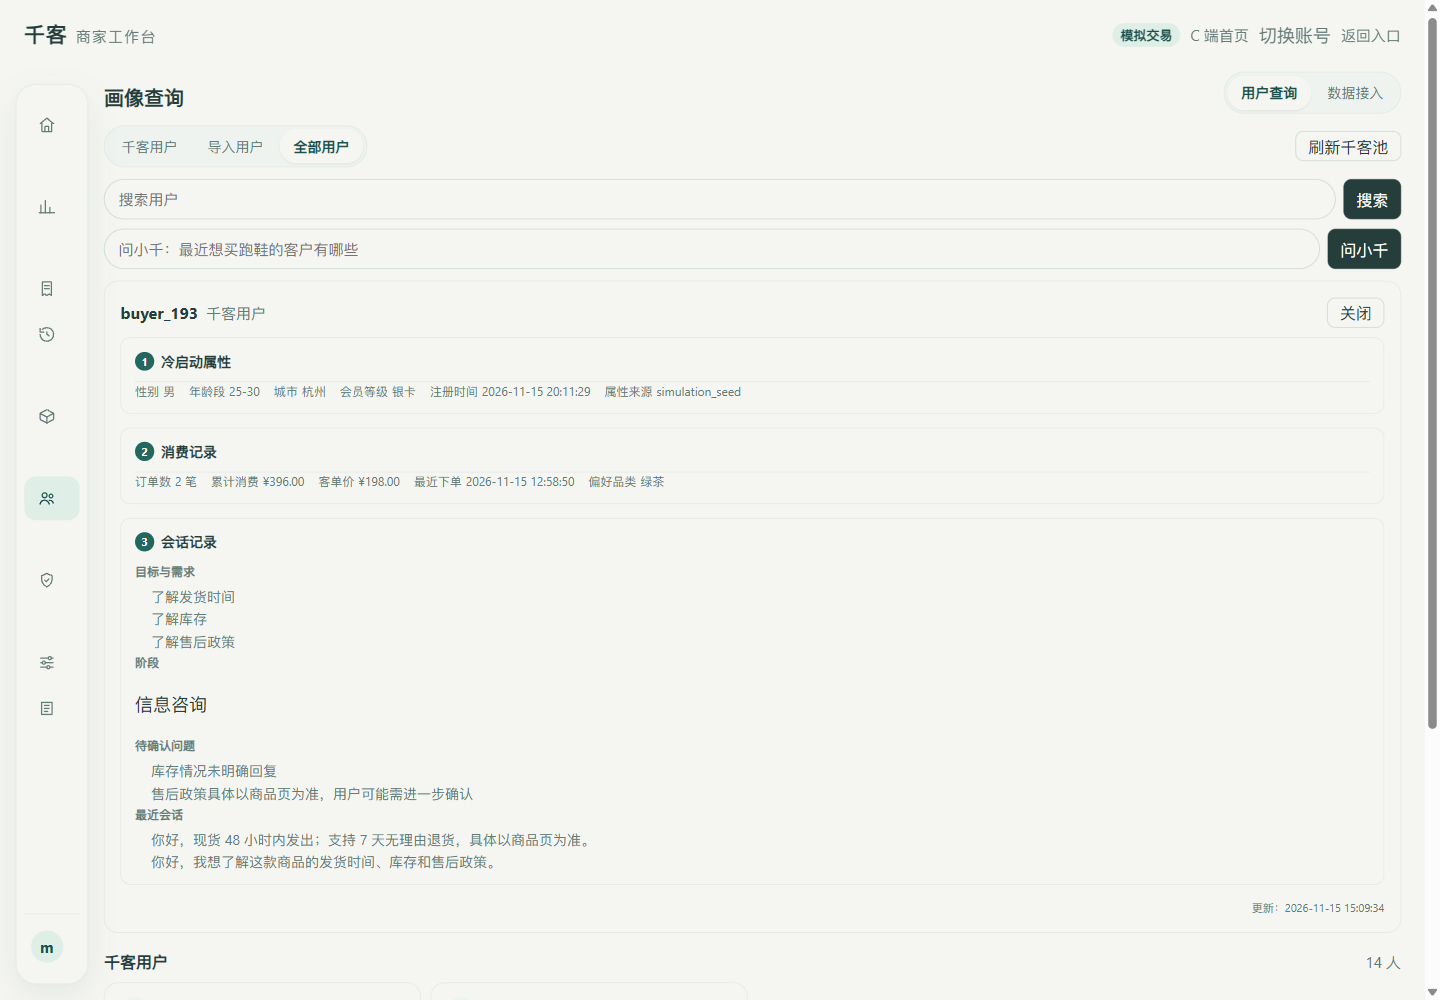 千客 商家工作台
模拟交易 C 端首页 切换账号 返回入口
画像查询
用户查询 数据接入
千客用户 导入用户 全部用户
刷新千客池
搜索用户
搜索
问小千：最近想买跑鞋的客户有哪些
问小千
buyer_193 千客用户
关闭
1 冷启动属性
性别 男 年龄段 25-30 城市 杭州 会员等级 银卡 注册时间 2026-11-15 20:11:29 属性来源 simulation_seed
2 消费记录
订单数 2 笔 累计消费 ¥396.00 客单价 ¥198.00 最近下单 2026-11-15 12:58:50 偏好品类 绿茶
3 会话记录
目标与需求
了解发货时间
了解库存
了解售后政策
阶段
信息咨询
待确认问题
库存情况未明确回复
售后政策具体以商品页为准，用户可能需进一步确认
最近会话
你好，现货 48 小时内发出；支持 7 天无理由退货，具体以商品页为准。
你好，我想了解这款商品的发货时间、库存和售后政策。
更新：2026-11-15 15:09:34
m
千客用户
14 人